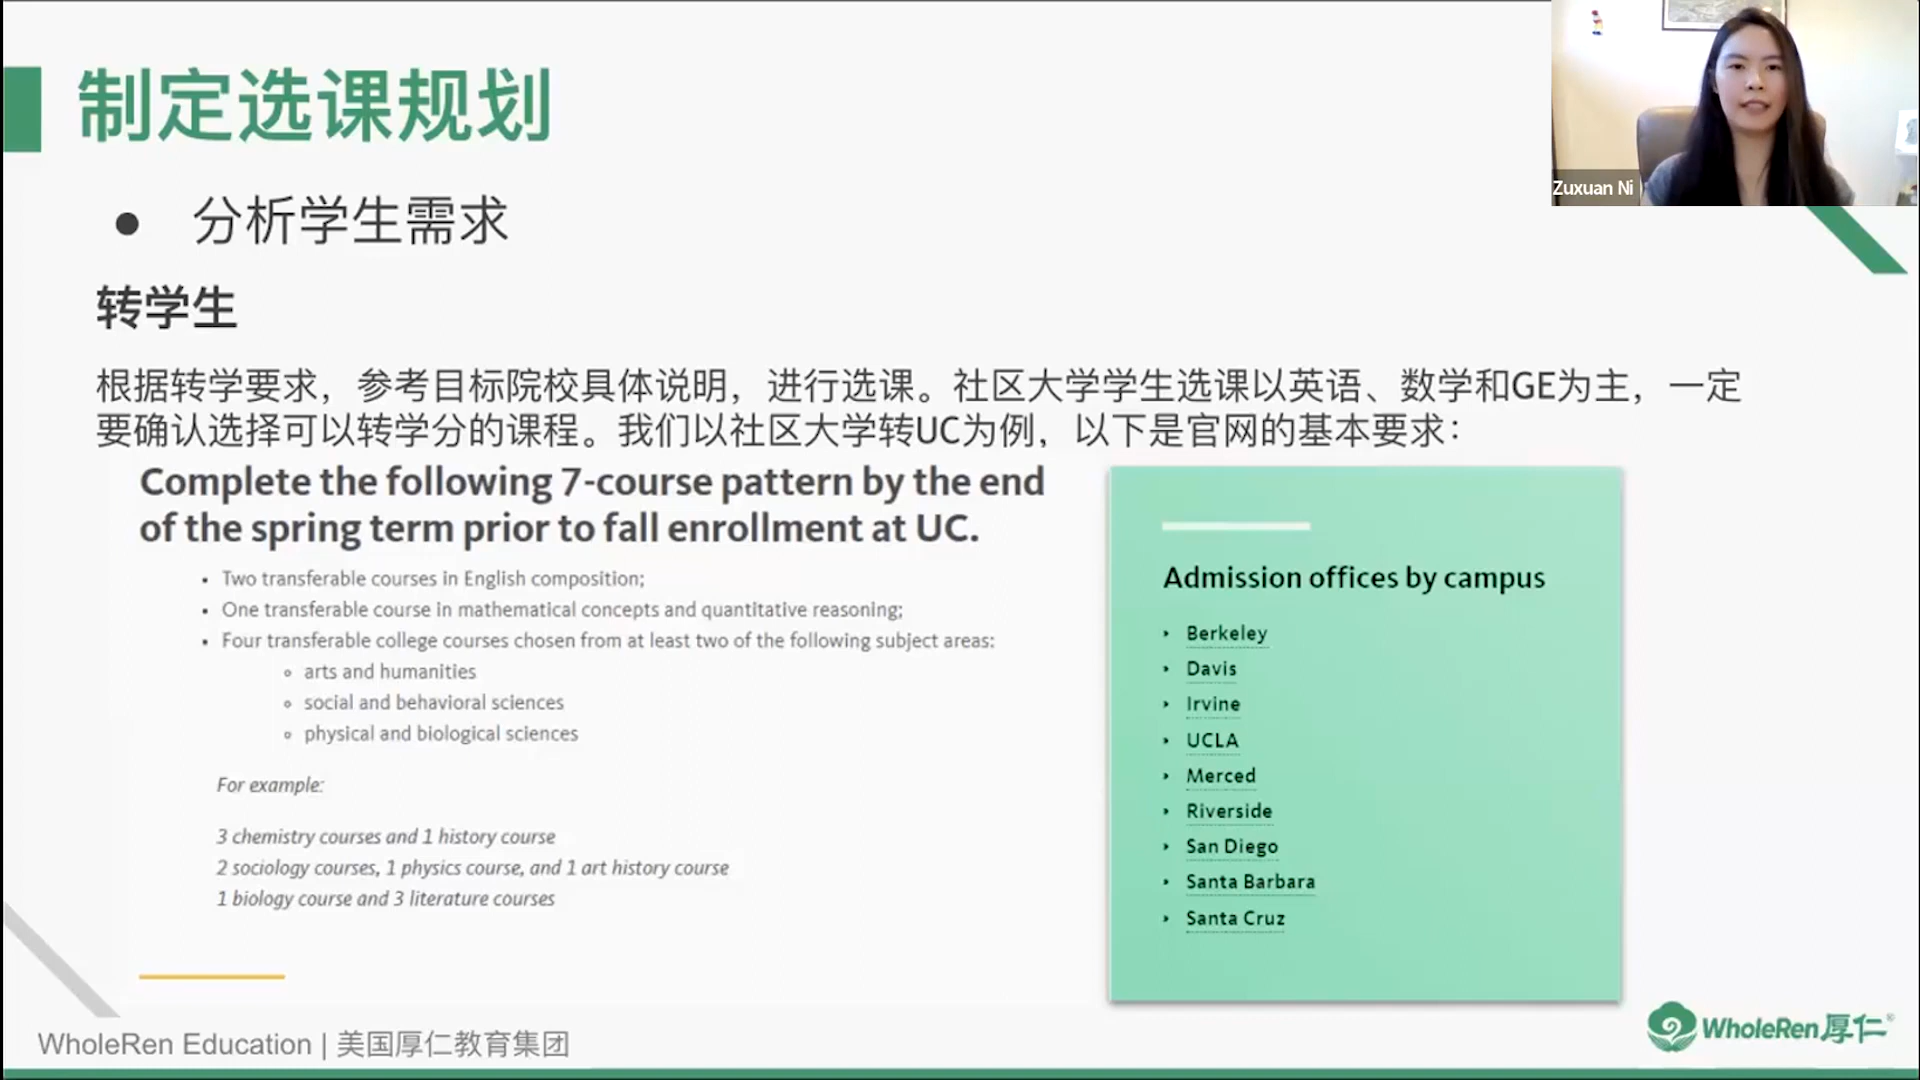 制定选课规划
Zuxuan Ni
● 分析学生需求
转学生
根据转学要求，参考目标院校具体说明，进行选课。社区大学学生选课以英语、数学和GE为主，一定
要确认选择可以转学分的课程。我们以社区大学转UC为例，以下是官网的基本要求：
Complete the following 7-course pattern by the end
of the spring term prior to fall enrollment at UC.
• Two transferable courses in English composition;
• One transferable course in mathematical concepts and quantitative reasoning;
• Four transferable college courses chosen from at least two of the following subject areas:
◦ arts and humanities
◦ social and behavioral sciences
◦ physical and biological sciences
For example:
3 chemistry courses and 1 history course
2 sociology courses, 1 physics course, and 1 art history course
1 biology course and 3 literature courses
Admission offices by campus
Berkeley
Davis
Irvine
UCLA
Merced
Riverside
San Diego
Santa Barbara
Santa Cruz
WholeRen Education | 美国厚仁教育集团
WholeRen厚仁®